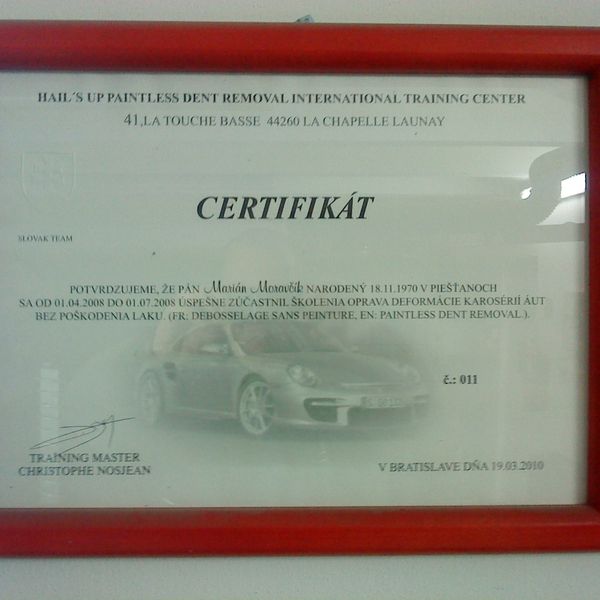 HAIL´S UP PAINTLESS DENT REMOVAL INTERNATIONAL TRAINING CENTER
41,LA TOUCHE BASSE 44260 LA CHAPELLE LAUNAY
CERTIFIKÁT
SLOVAK TEAM
POTVRDZUJEME, ŽE PÁN Marián Moravčík NARODENÝ 18.11.1970 V PIEŠŤANOCH
SA OD 01.04.2008 DO 01.07.2008 ÚSPEŠNE ZÚČASTNIL ŠKOLENIA OPRAVA DEFORMÁCIE KAROSÉRIÍ ÁUT
BEZ POŠKODENIA LAKU. (FR: DEBOSSELAGE SANS PEINTURE, EN: PAINTLESS DENT REMOVAL.).
č.: 011
TRAINING MASTER
CHRISTOPHE NOSJEAN
V BRATISLAVE DŇA 19.03.2010